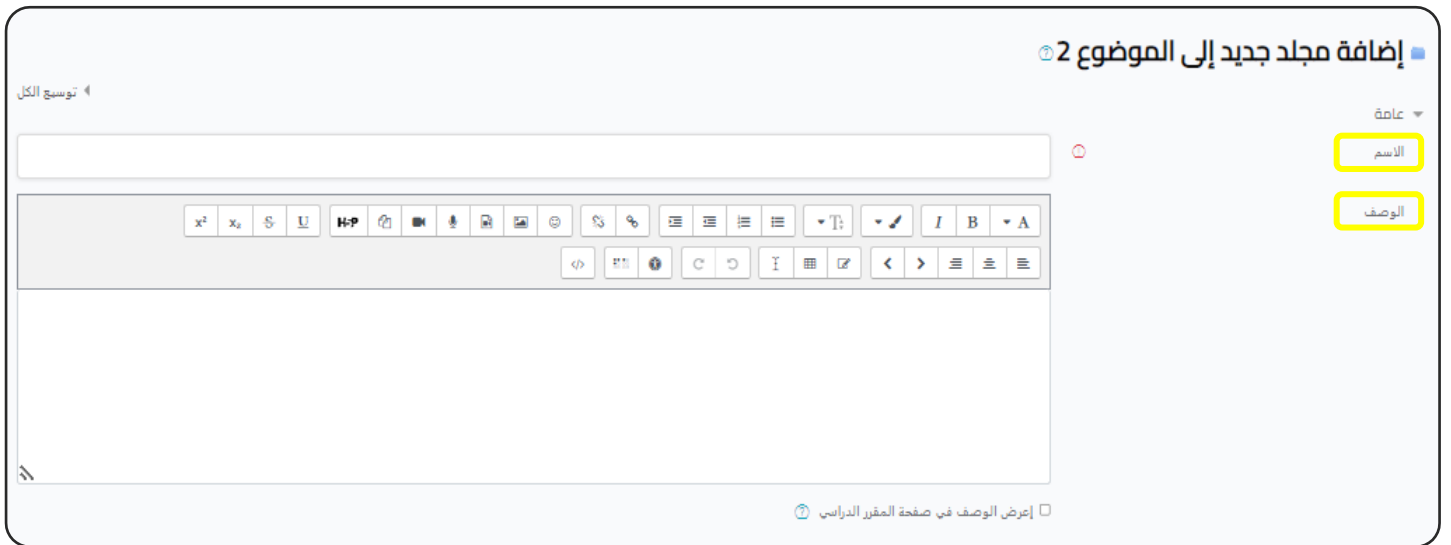 إضافة مجلد جديد إلى الموضوع 2
توسيع الكل
عامة
الاسم
الوصف
A B I T
H-P U S x₂ x²
</>
إعرض الوصف في صفحة المقرر الدراسي